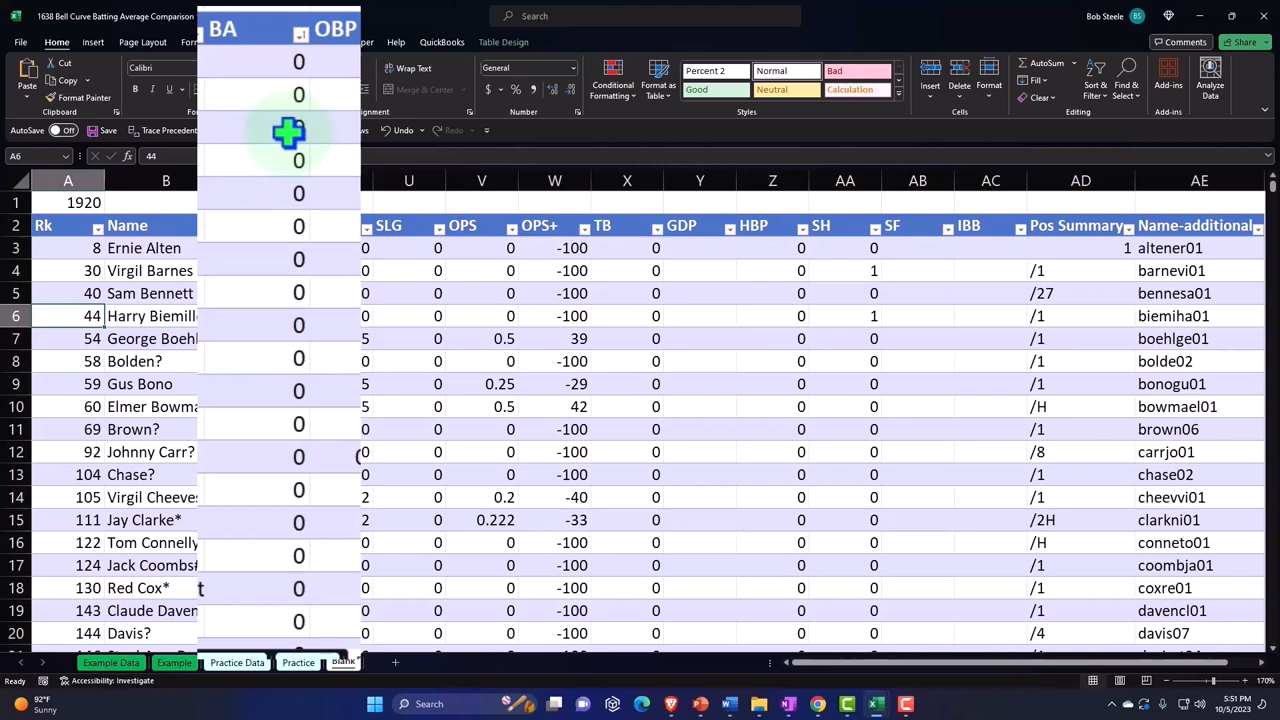 1638 Bell Curve Batting Average Comparison
Search
Bob Steele BS
File Home Insert Page Layout Help QuickBooks Table Design Comments Share
Paste Cut Copy Format Painter Calibri Wrap Text Merge & Center General Conditional Formatting Format as Table Percent 2 Normal Bad Good Neutral Calculation Insert Delete Format AutoSum Fill Clear Sort & Filter Find & Select Add-ins Analyze Data
Clipboard Styles Cells Editing Add-ins
AutoSave Off Save Trace Precedent Undo Redo
A6 fx 44
A B U V W X Y Z AA AB AC AD AE
1 1920
BA OBP
2 Rk Name SLG OPS OPS+ TB GDP HBP SH SF IBB Pos Summary Name-additional
3 8 Ernie Alten 0 0 0 0 -100 0 0 0 1 altener01
4 30 Virgil Barnes 0 0 0 0 -100 0 0 1 /1 barnevi01
5 40 Sam Bennett 0 0 0 -100 0 0 0 /27 bennesa01
6 44 Harry Biemill 0 0 0 0 -100 0 0 1 /1 biemiha01
7 54 George Boehl 0 5 0 0.5 39 0 0 0 /1 boehlge01
8 58 Bolden? 0 0 0 0 -100 0 0 0 /1 bolde02
9 59 Gus Bono 0 5 0 0.25 -29 0 0 0 /1 bonogu01
10 60 Elmer Bowma 0 5 0 0.5 42 0 0 0 /H bowmael01
11 69 Brown? 0 0 0 0 -100 0 0 0 /1 brown06
12 92 Johnny Carr? 0 0 0 0 -100 0 0 0 /8 carrjo01
13 104 Chase? 0 0 0 0 -100 0 0 0 /1 chase02
14 105 Virgil Cheeves 0 2 0 0.2 -40 0 0 0 /1 cheevvi01
15 111 Jay Clarke* 0 2 0 0.222 -33 0 0 0 /2H clarkni01
16 122 Tom Connelly 0 0 0 0 -100 0 0 0 /H conneto01
17 124 Jack Coombs 0 0 0 0 -100 0 0 0 /1 coombja01
18 130 Red Cox* 0 0 0 0 -100 0 0 0 /1 coxre01
19 143 Claude Daven 0 0 0 -100 0 0 0 /1 davencl01
20 144 Davis? 0 0 0 0 -100 0 0 0 /4 davis07
Example Data Example Practice Data Practice Blank
Ready Accessibility: Investigate 170%
92°F Sunny Search 5:51 PM 10/5/2023